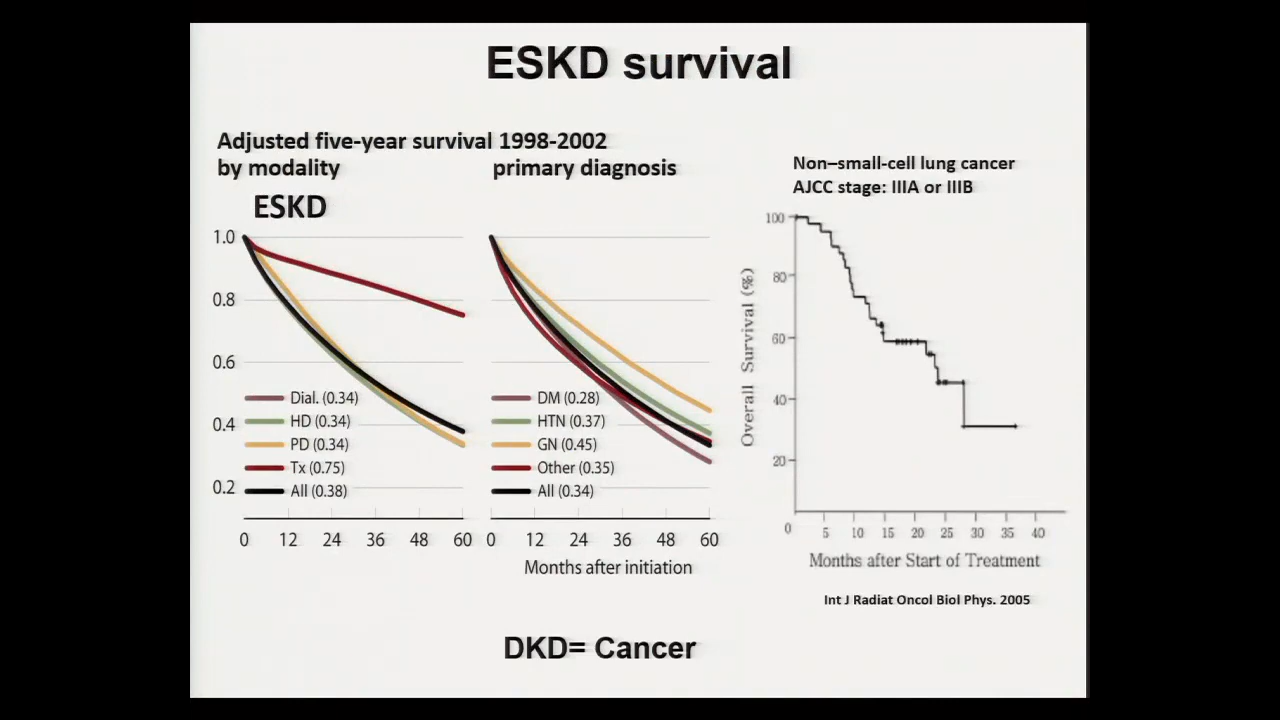 ESKD survival
Adjusted five-year survival 1998-2002
by modality
primary diagnosis
ESKD
1.0
0.8
0.6
0.4
0.2
Dial. (0.34)
HD (0.34)
PD (0.34)
Tx (0.75)
All (0.38)
0 12 24 36 48 60
DM (0.28)
HTN (0.37)
GN (0.45)
Other (0.35)
All (0.34)
0 12 24 36 48 60
Months after initiation
Non–small-cell lung cancer
AJCC stage: IIIA or IIIB
Overall Survival (%)
100
80
60
40
20
0 5 10 15 20 25 30 35 40
Months after Start of Treatment
Int J Radiat Oncol Biol Phys. 2005
DKD= Cancer